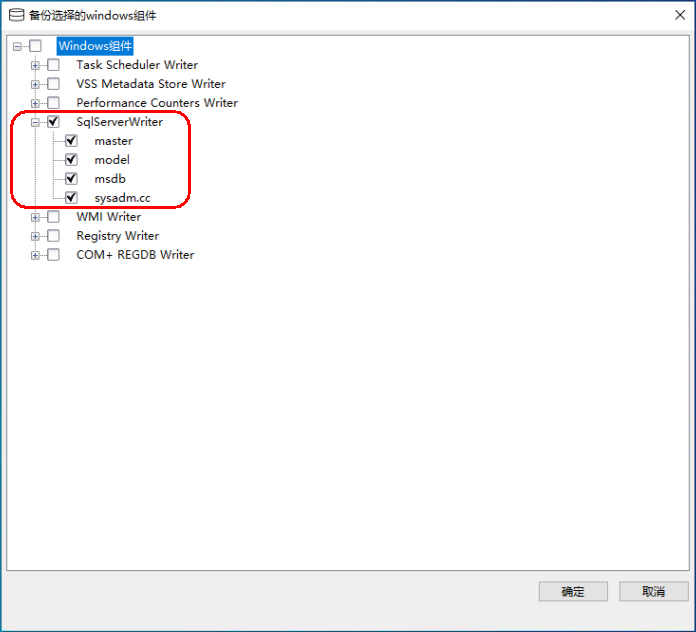 备份选择的windows组件
Windows组件
Task Scheduler Writer
VSS Metadata Store Writer
Performance Counters Writer
SqlServerWriter
master
model
msdb
sysadm.cc
WMI Writer
Registry Writer
COM+ REGDB Writer
确定 取消